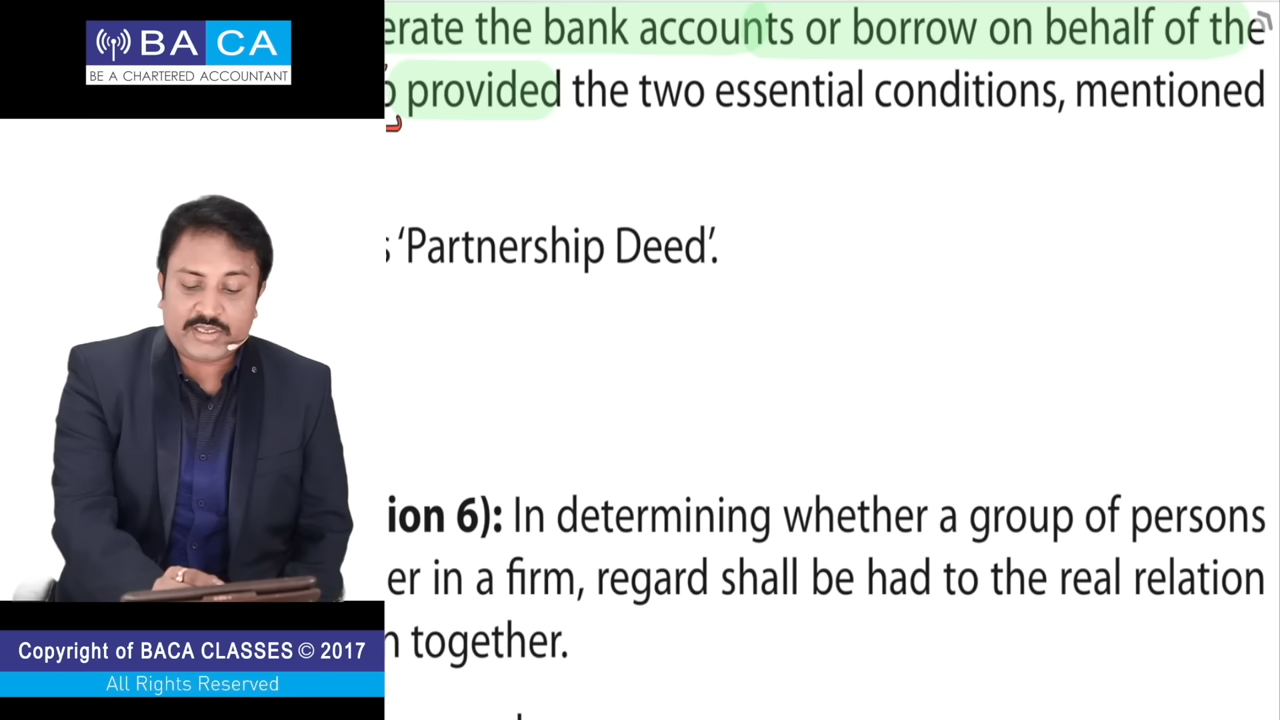 BA CA
BE A CHARTERED ACCOUNTANT
erate the bank accounts or borrow on behalf of the
provided the two essential conditions, mentioned
s ‘Partnership Deed’.
ion 6): In determining whether a group of persons
er in a firm, regard shall be had to the real relation
n together.
Copyright of BACA CLASSES © 2017
All Rights Reserved